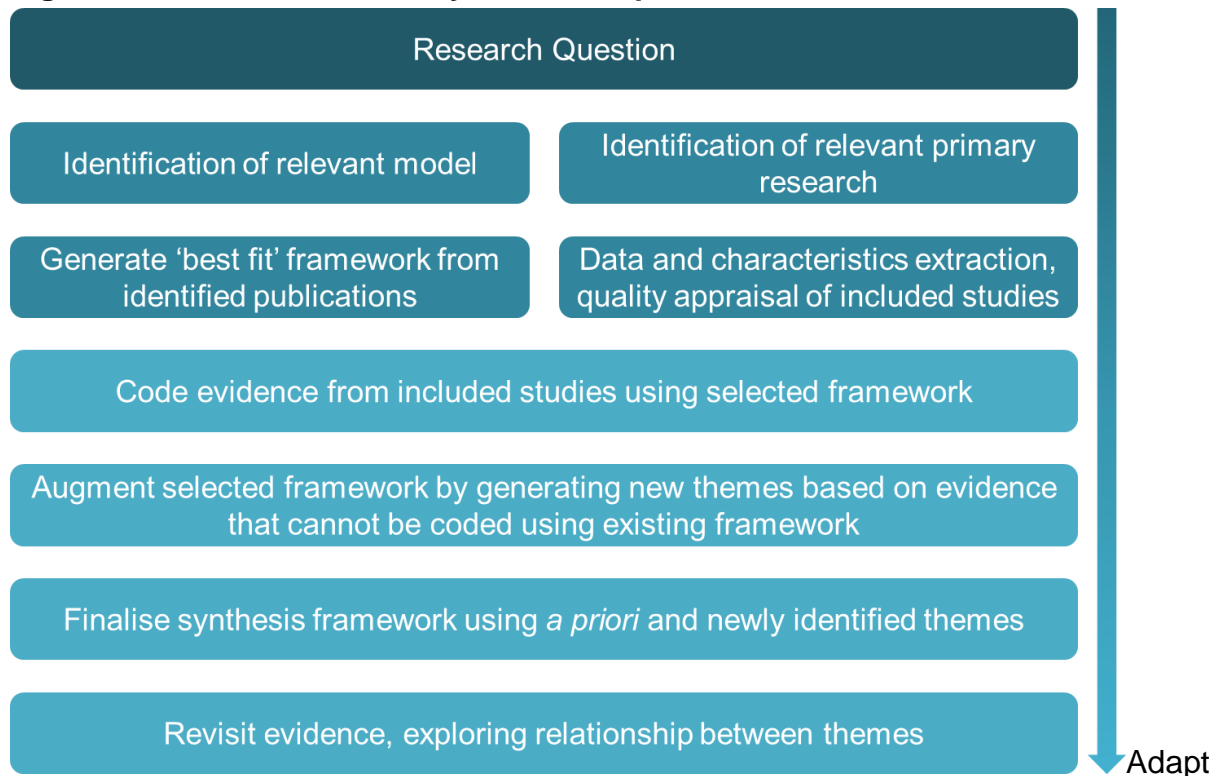 Research Question
Identification of relevant model
Identification of relevant primary
research
Generate ‘best fit’ framework from
identified publications
Data and characteristics extraction,
quality appraisal of included studies
Code evidence from included studies using selected framework
Augment selected framework by generating new themes based on evidence
that cannot be coded using existing framework
Finalise synthesis framework using a priori and newly identified themes
Revisit evidence, exploring relationship between themes
Adapt